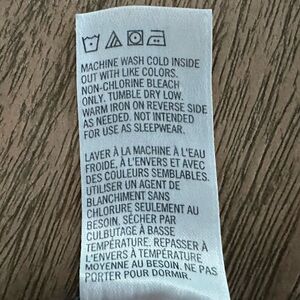 MACHINE WASH COLD INSIDE
OUT WITH LIKE COLORS.
NON-CHLORINE BLEACH
ONLY. TUMBLE DRY LOW.
WARM IRON ON REVERSE SIDE
AS NEEDED. NOT INTENDED
FOR USE AS SLEEPWEAR.
LAVER À LA MACHINE À L'EAU
FROIDE, À L'ENVERS ET AVEC
DES COULEURS SEMBLABLES.
UTILISER UN AGENT DE
BLANCHIMENT SANS
CHLORURE SEULEMENT AU
BESOIN. SÉCHER PAR
CULBUTAGE À BASSE
TEMPÉRATURE. REPASSER À
L'ENVERS À TEMPÉRATURE
MOYENNE AU BESOIN. NE PAS
PORTER POUR DORMIR.